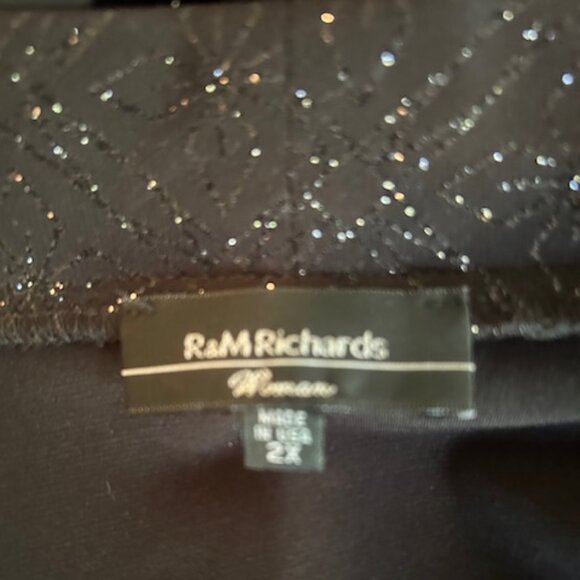 R&M Richards
Woman
MADE
IN USA
2X